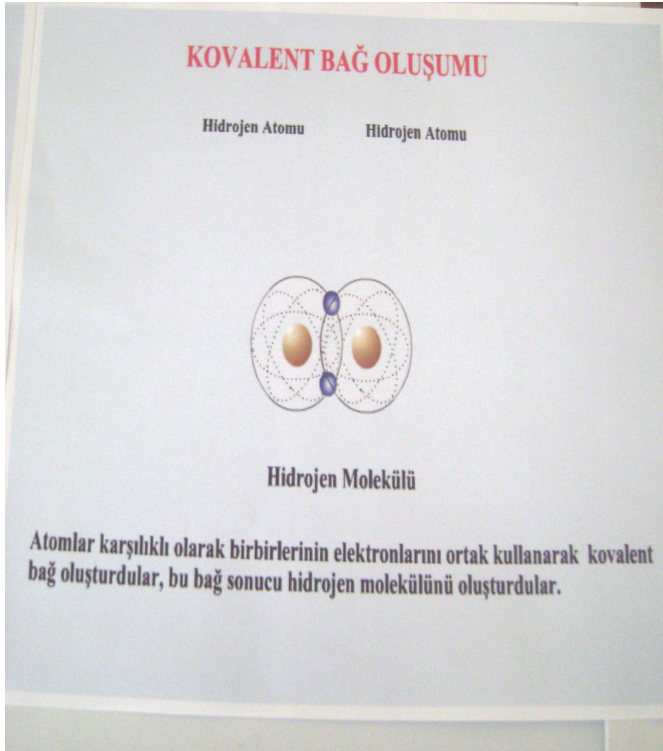 KOVALENT BAĞ OLUŞUMU
Hidrojen Atomu Hidrojen Atomu
Hidrojen Molekülü
Atomlar karşılıklı olarak birbirlerinin elektronlarını ortak kullanarak kovalent
bağ oluşturdular, bu bağ sonucu hidrojen molekülünü oluşturdular.